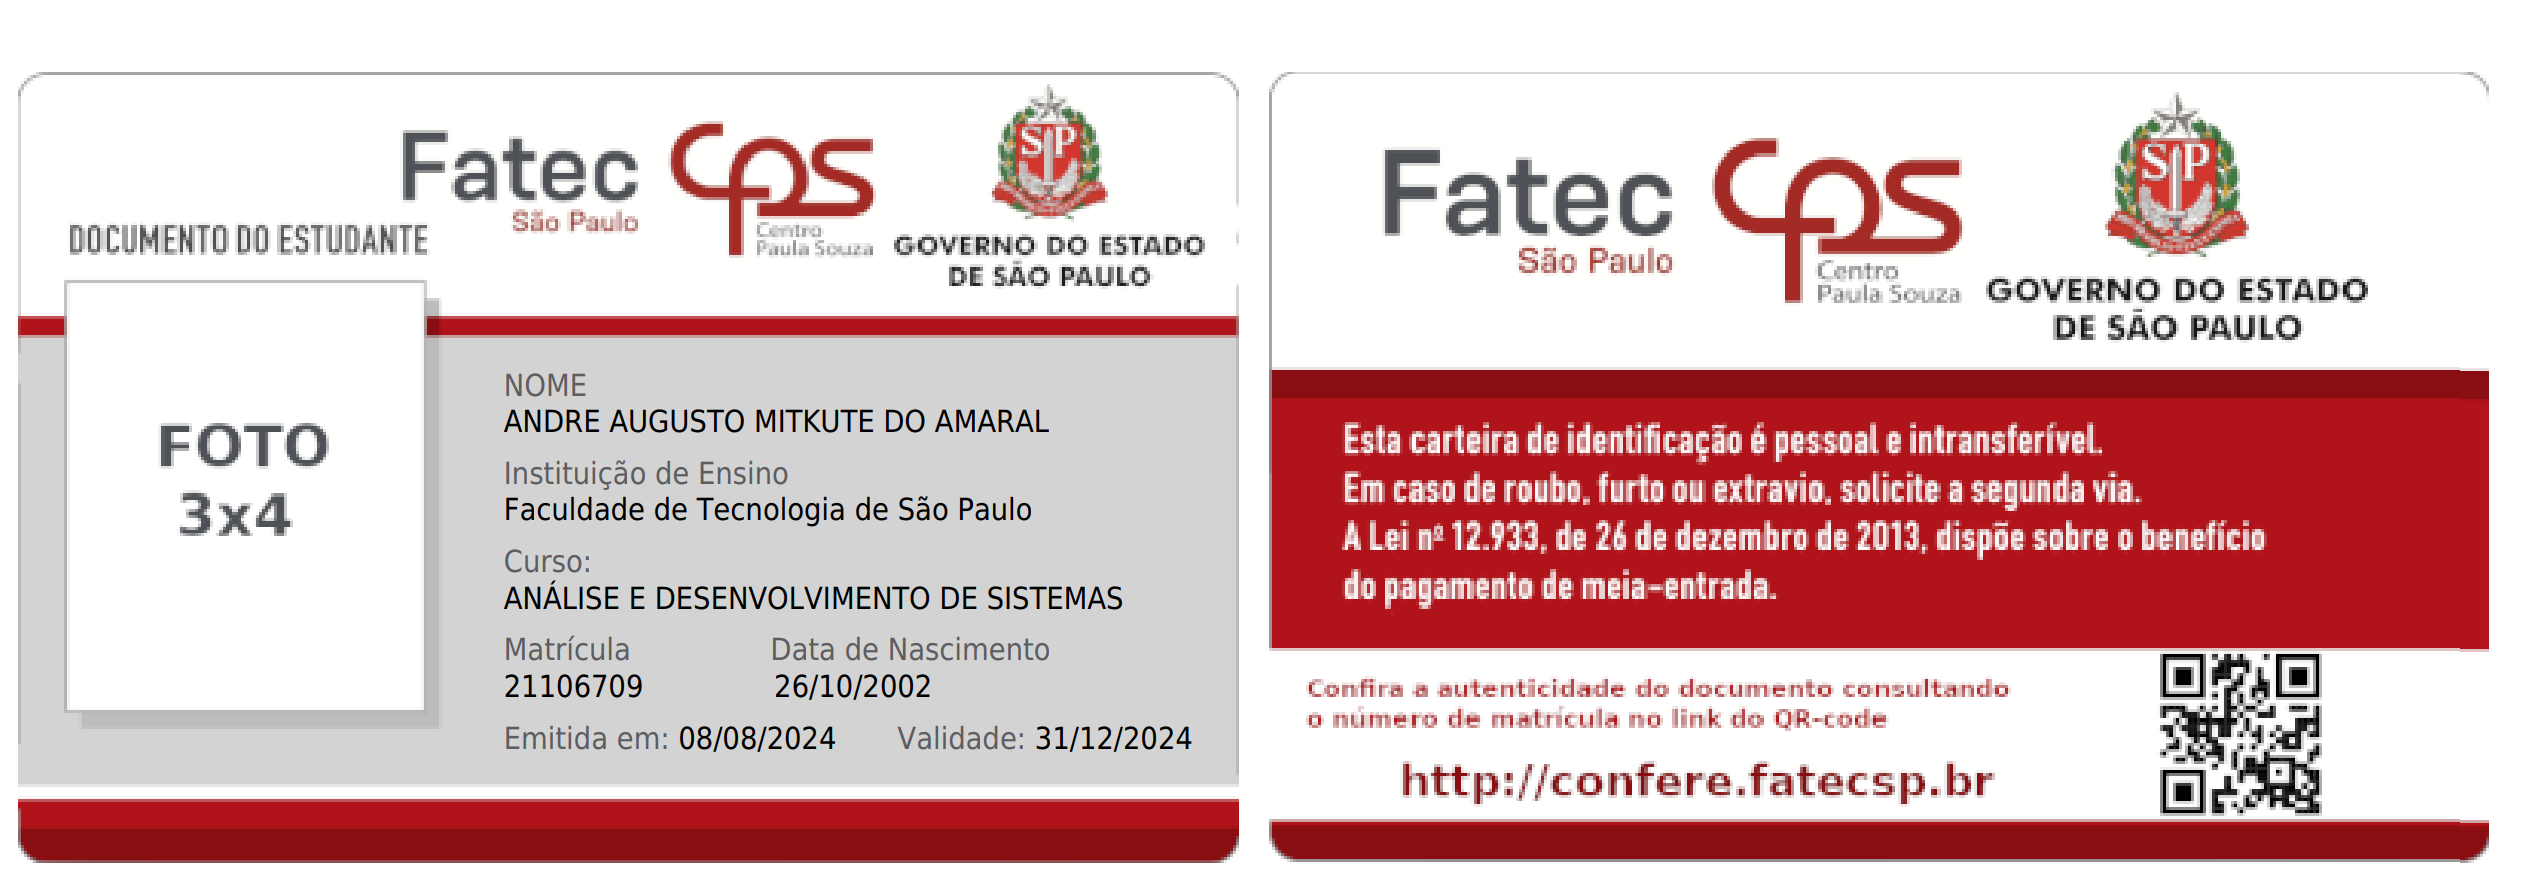 Fatec
São Paulo
CPS
Centro
Paula Souza
SP
GOVERNO DO ESTADO
DE SÃO PAULO
DOCUMENTO DO ESTUDANTE
FOTO
3x4
NOME
ANDRE AUGUSTO MITKUTE DO AMARAL
Instituição de Ensino
Faculdade de Tecnologia de São Paulo
Curso:
ANÁLISE E DESENVOLVIMENTO DE SISTEMAS
Matrícula Data de Nascimento
21106709 26/10/2002
Emitida em: 08/08/2024 Validade: 31/12/2024
Fatec
São Paulo
CPS
Centro
Paula Souza
SP
GOVERNO DO ESTADO
DE SÃO PAULO
Esta carteira de identificação é pessoal e intransferível.
Em caso de roubo, furto ou extravio, solicite a segunda via.
A Lei nº 12.933, de 26 de dezembro de 2013, dispõe sobre o benefício
do pagamento de meia-entrada.
Confira a autenticidade do documento consultando
o número de matrícula no link do QR-code
http://confere.fatecsp.br